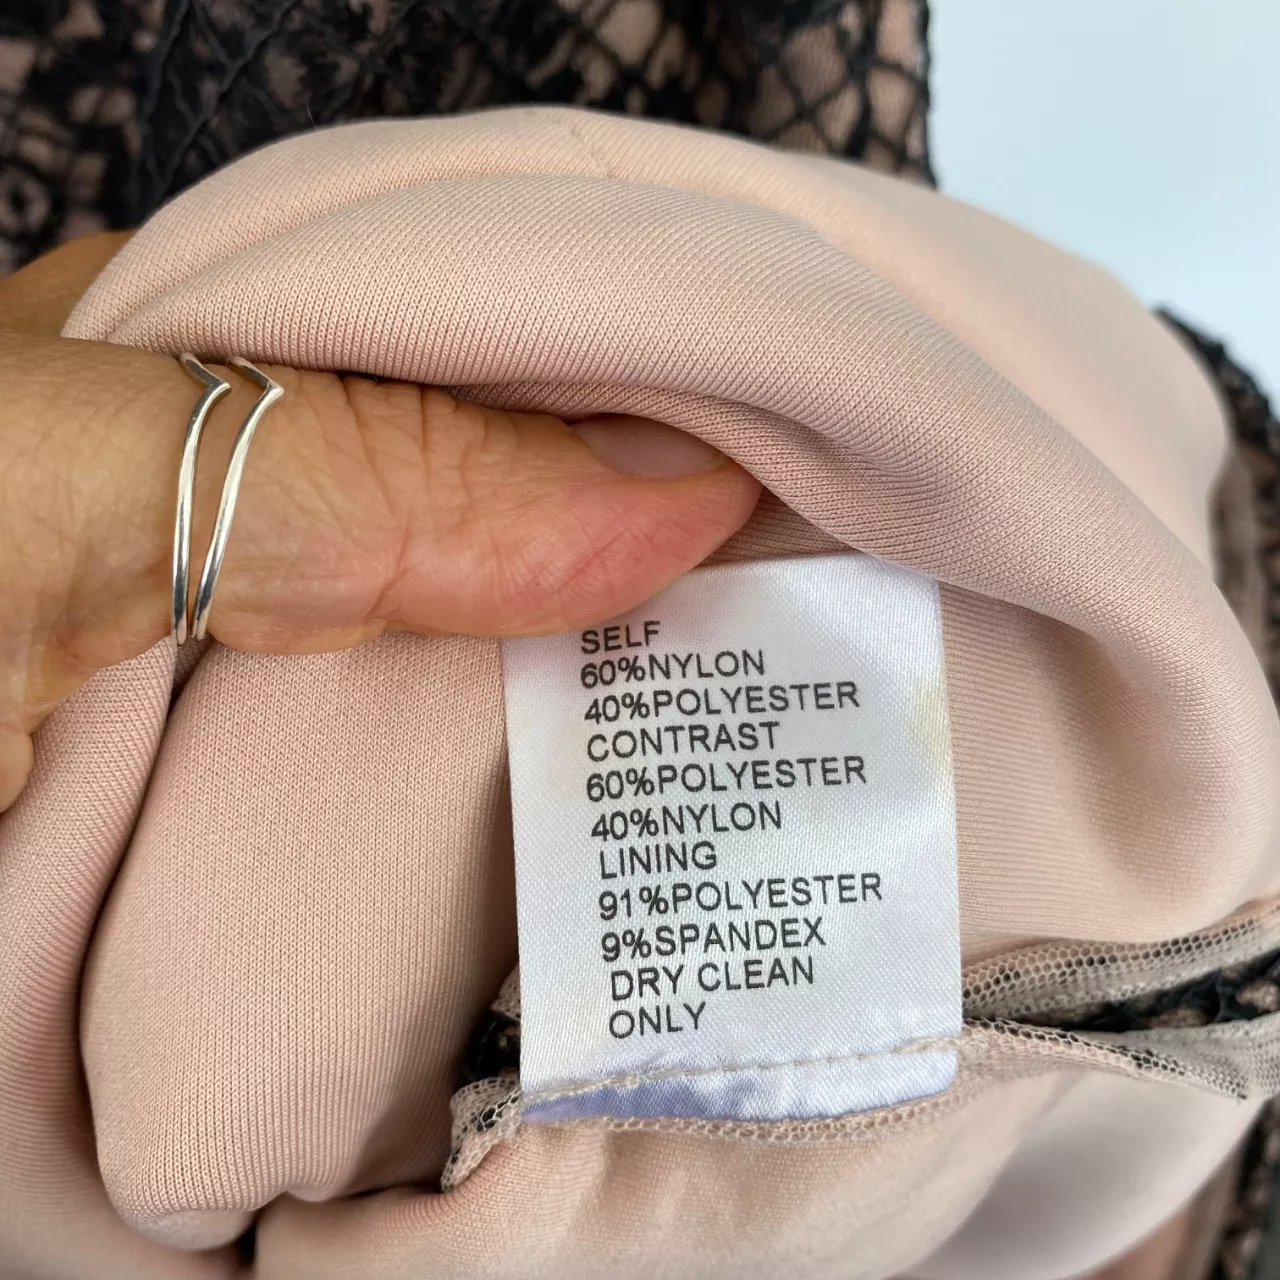 SELF
60%NYLON
40%POLYESTER
CONTRAST
60%POLYESTER
40%NYLON
LINING
91%POLYESTER
9%SPANDEX
DRY CLEAN
ONLY